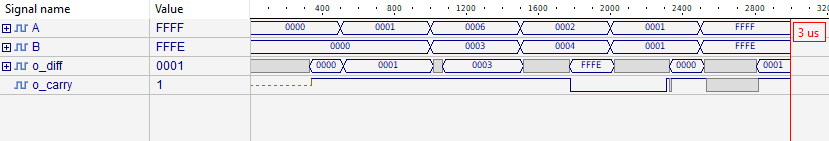 Signal name Value 400 800 1200 1600 2000 2400 2800 320
A FFFF 0000 0001 0006 0002 0001 FFFF
3 us
B FFFE 0000 0003 0004 0001 FFFE
o_diff 0001 0000 0001 0003 FFFE 0000 0001
o_carry 1